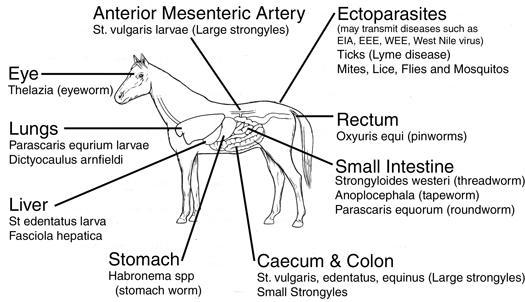 Anterior Mesenteric Artery
St. vulgaris larvae (Large strongyles)
Ectoparasites
(may transmit diseases such as
EIA, EEE, WEE, West Nile virus)
Ticks (Lyme disease)
Mites, Lice, Flies and Mosquitos
Eye
Thelazia (eyeworm)
Lungs
Parascaris equrium larvae
Dictyocaulus arnfieldi
Rectum
Oxyuris equi (pinworms)
Small Intestine
Strongyloides westeri (threadworm)
Anoplocephala (tapeworm)
Parascaris equorum (roundworm)
Liver
St edentatus larva
Fasciola hepatica
Stomach
Habronema spp
(stomach worm)
Caecum & Colon
St. vulgaris, edentatus, equinus (Large strongyles)
Small Strongyles